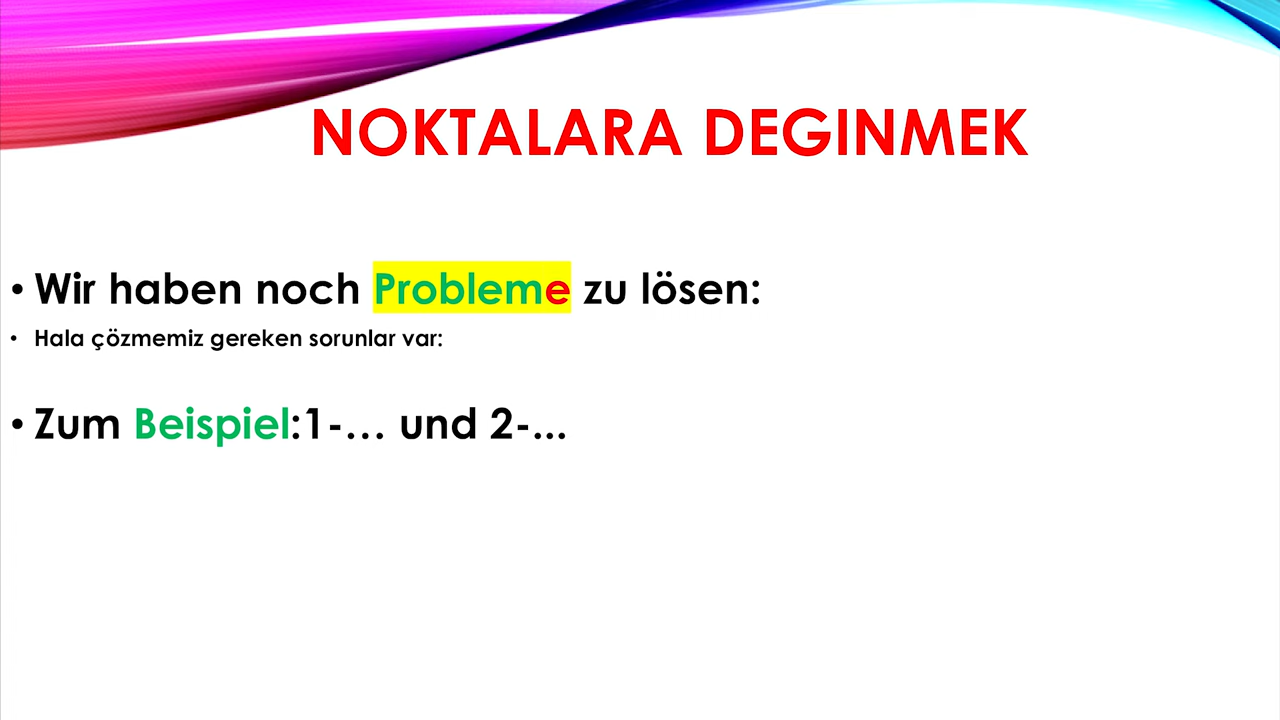 NOKTALARA DEGINMEK
• Wir haben noch Probleme zu lösen:
• Hala çözmemiz gereken sorunlar var:
• Zum Beispiel:1-… und 2-...